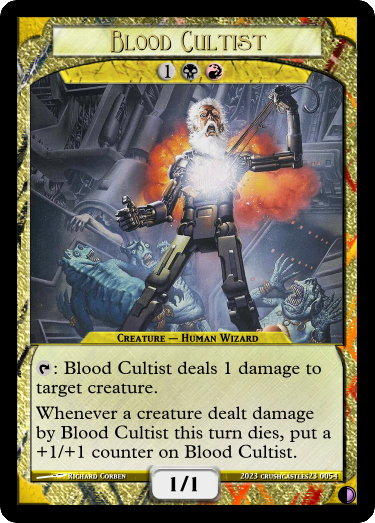 Blood Cultist
1
Creature — Human Wizard
: Blood Cultist deals 1 damage to
target creature.
Whenever a creature dealt damage
by Blood Cultist this turn dies, put a
+1/+1 counter on Blood Cultist.
Richard Corben
2023 crushcastles23 0054
1/1